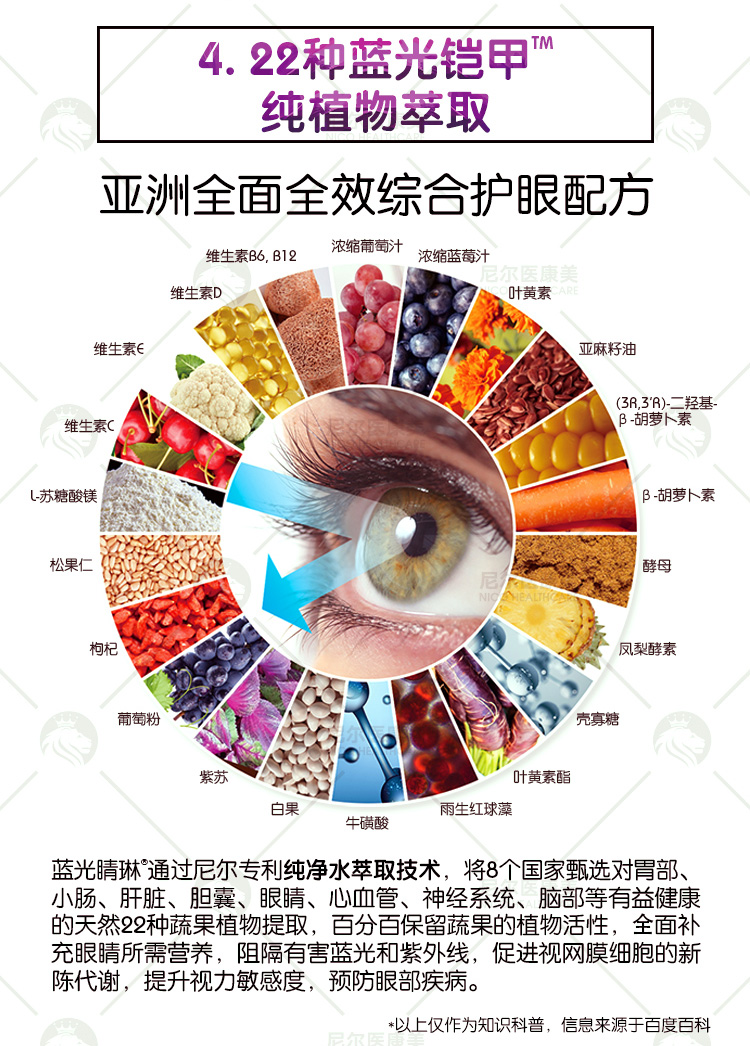 4. 22种蓝光铠甲™
纯植物萃取
亚洲全面全效综合护眼配方
浓缩葡萄汁
维生素B6, B12
浓缩蓝莓汁
尼尔医康美
维生素D
叶黄素
维生素E
亚麻籽油
(3R,3'R)-二羟基-
β-胡萝卜素
维生素C
L-苏糖酸镁
β-胡萝卜素
松果仁
酵母
尼尔医康美
NICO HEALTHCARE
枸杞
凤梨酵素
葡萄粉
壳寡糖
紫苏
叶黄素酯
白果
雨生红球藻
牛磺酸
蓝光睛琳®通过尼尔专利纯净水萃取技术，将8个国家甄选对胃部、
小肠、肝脏、胆囊、眼睛、心血管、神经系统、脑部等有益健康
的天然22种蔬果植物提取，百分百保留蔬果的植物活性，全面补
充眼睛所需营养，阻隔有害蓝光和紫外线，促进视网膜细胞的新
陈代谢，提升视力敏感度，预防眼部疾病。
*以上仅作为知识科普，信息来源于百度百科
尼尔医康美